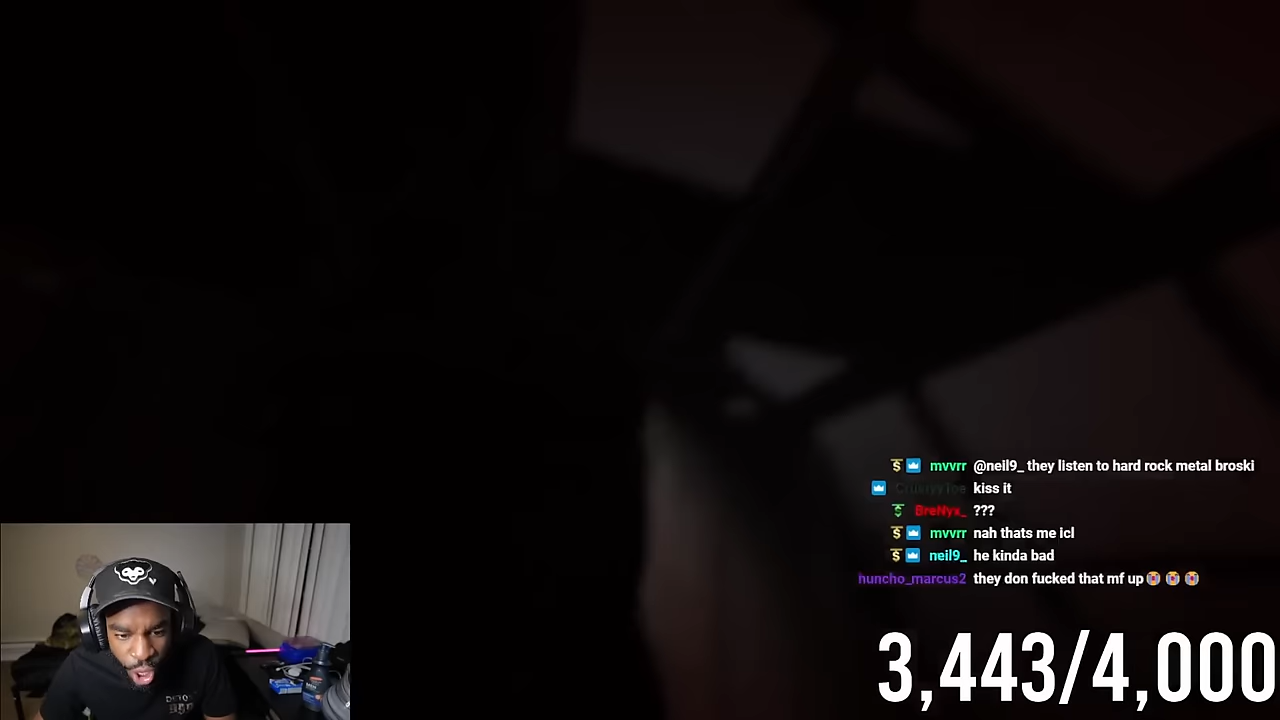 mvvrr @neil9_ they listen to hard rock metal broski
kiss it
BreNyx_ ???
mvvrr nah thats me icl
neil9_ he kinda bad
huncho_marcus2 they don fucked that mf up😭😭😭
3,443/4,000